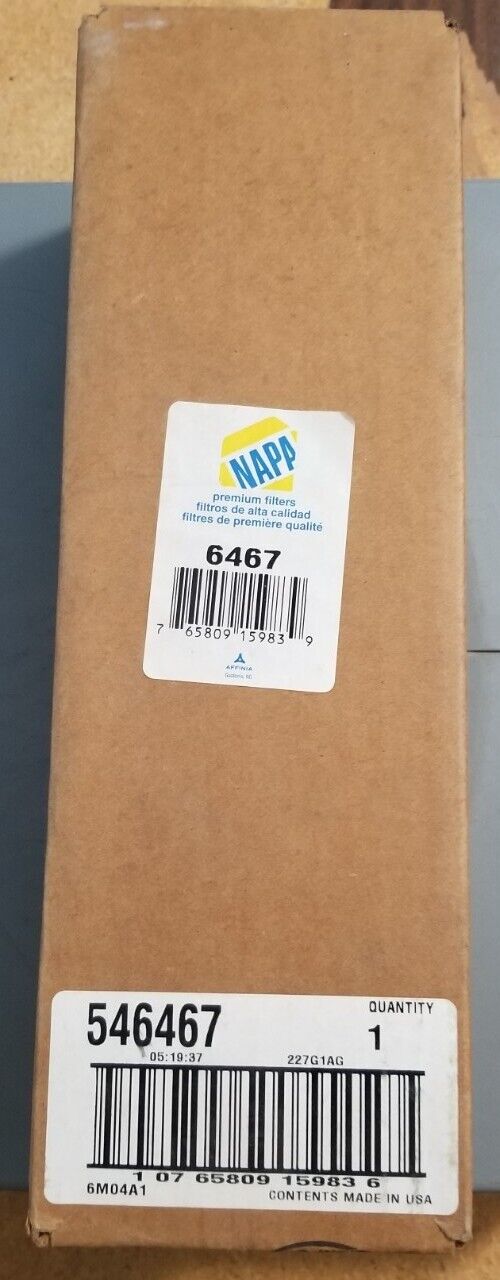 NAPA
premium filters
filtros de alta calidad
filtres de première qualité
6467
7 65809 15983 9
AFFINIA
546467
QUANTITY
1
05:19:37 227G1AG
1 07 65809 15983 6
6M04A1 CONTENTS MADE IN USA